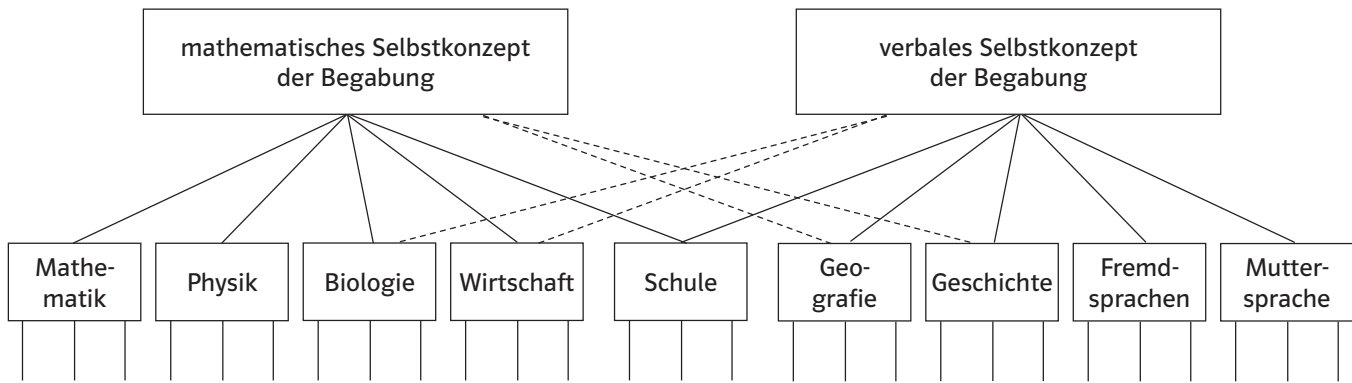 mathematisches Selbstkonzept
der Begabung
verbales Selbstkonzept
der Begabung
Mathe-
matik
Physik
Biologie
Wirtschaft
Schule
Geo-
grafie
Geschichte
Fremd-
sprachen
Mutter-
sprache